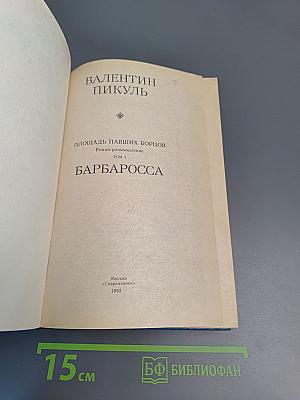 ВАЛЕНТИН
ПИКУЛЬ
ПЛОЩАДЬ ПАВШИХ БОРЦОВ
Роман-размышление
ТОМ 1
БАРБАРОССА
Москва
«Современник»
1992
15 см
БФ БИБЛИОФАН